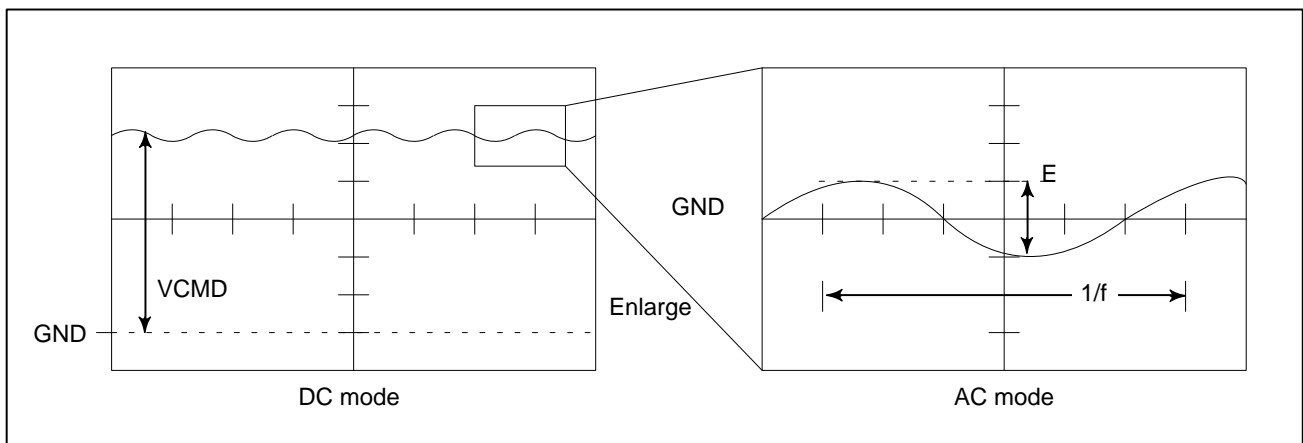 VCMD
GND
DC mode
Enlarge
GND
E
1/f
AC mode